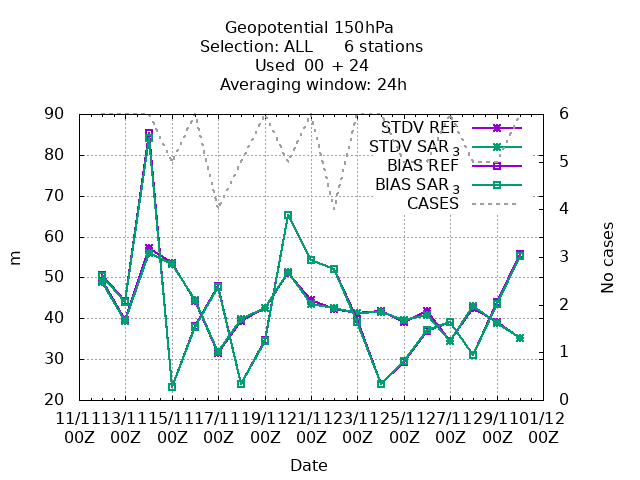 Geopotential 150hPa
Selection: ALL      6 stations
Used  00 + 24
Averaging window: 24h
90
80
70
60
50
40
30
20
m
6
5
4
3
2
1
0
No cases
STDV REF
STDV SAR 3
BIAS REF
BIAS SAR 3
CASES
11/11 13/11 15/11 17/11 19/11 21/11 23/11 25/11 27/11 29/11 01/12
00Z 00Z 00Z 00Z 00Z 00Z 00Z 00Z 00Z 00Z 00Z
Date